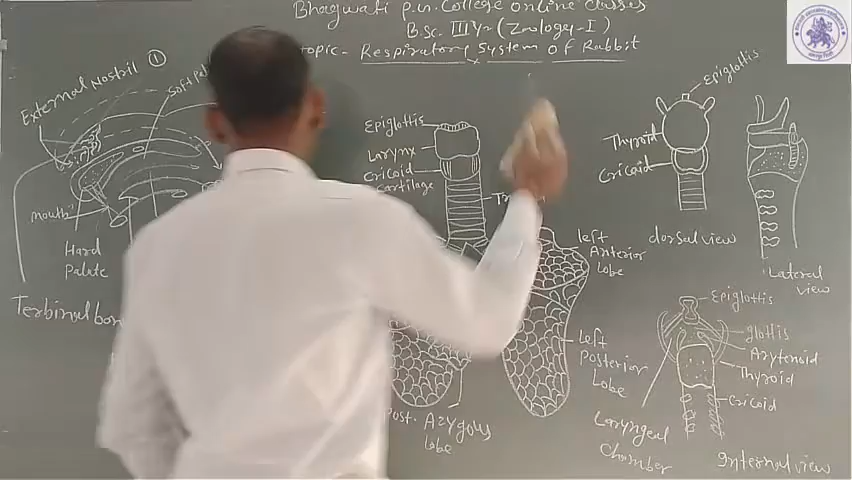 Bhagwati P.G. College Online Classes
B.Sc. III Yr (Zoology-I)
Topic- Respiratory System Of Rabbit
External Nostril ①
Soft Pal
mouth
Hard
Palate
Terbinal bon
Epiglottis
Larynx
Cricoid
Cartilage
Tr
left
Anterior
lobe
left
Posterior
lobe
Post. Azygous
lobe
Epiglottis
Thyroid
Cricoid
dorsal view
Lateral
view
Epiglottis
glottis
Arytenoid
Thyroid
Cricoid
Laryngeal
Chamber
Internal view